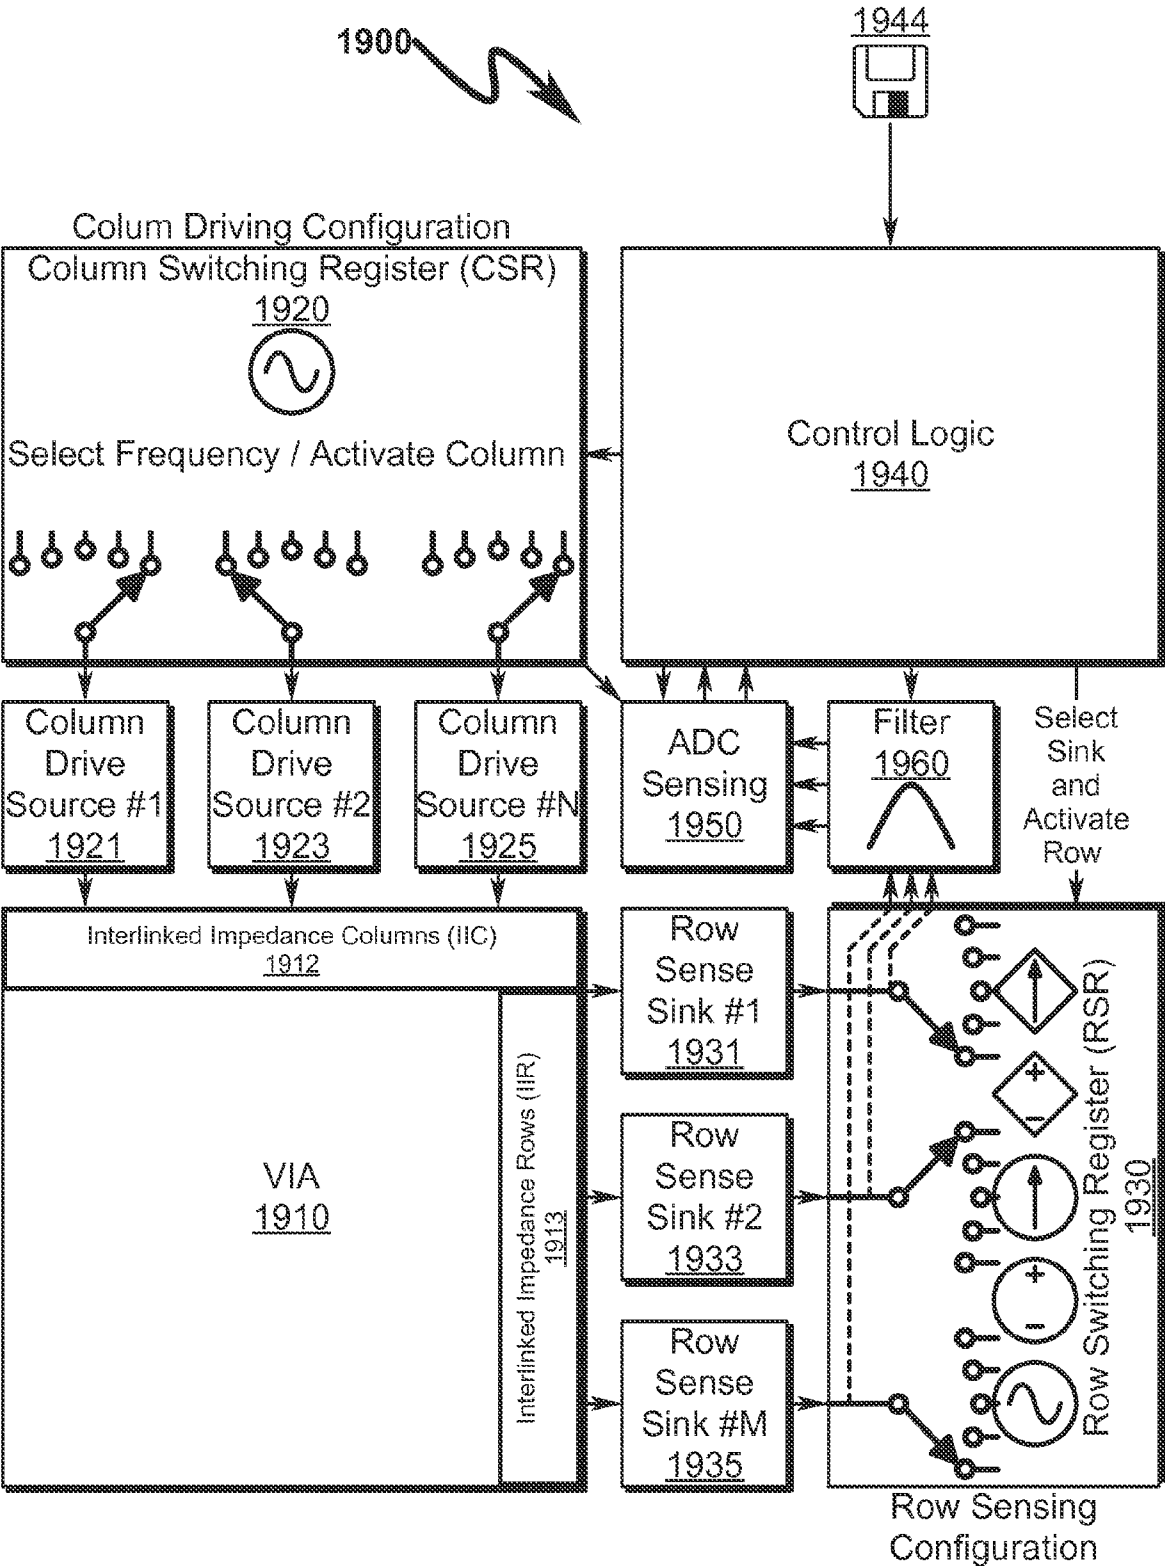 1900
1944
Colum Driving Configuration
Column Switching Register (CSR)
1920
Select Frequency / Activate Column
Control Logic
1940
Column
Drive
Source #1
1921
Column
Drive
Source #2
1923
Column
Drive
Source #N
1925
ADC
Sensing
1950
Filter
1960
Select
Sink
and
Activate
Row
Interlinked Impedance Columns (IIC)
1912
VIA
1910
Interlinked Impedance Rows (IIR)
1913
Row
Sense
Sink #1
1931
Row
Sense
Sink #2
1933
Row
Sense
Sink #M
1935
Row Switching Register (RSR)
1930
Row Sensing
Configuration